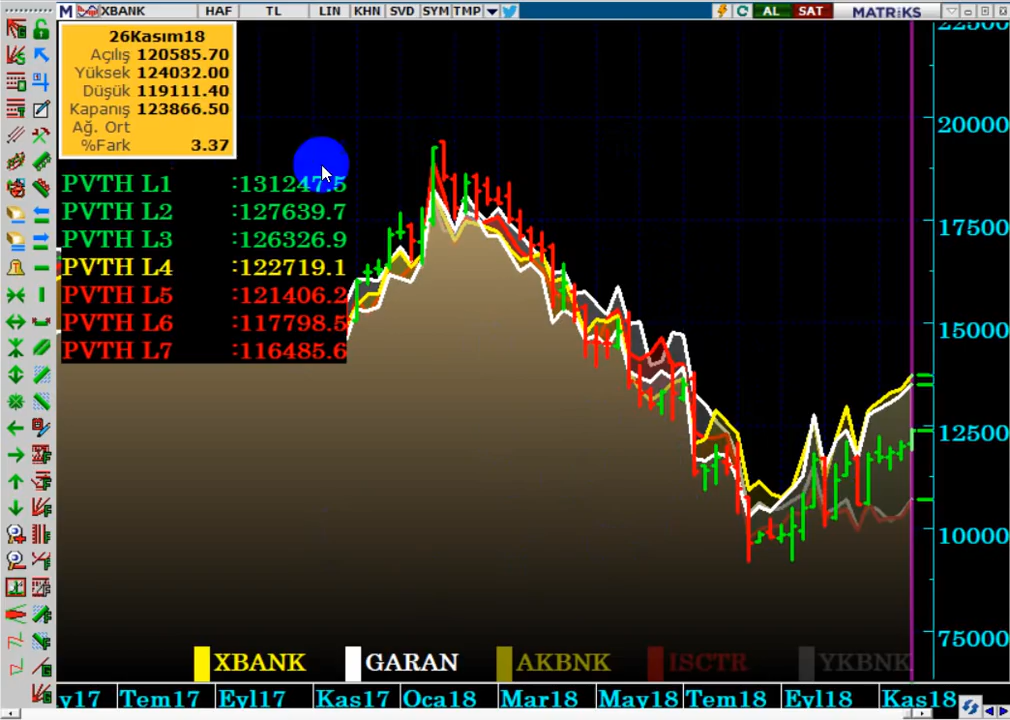 M XBANK HAF TL LIN KHN SVD SYM TMP AL SAT MATRİKS
26Kasım18
Açılış 120585.70
Yüksek 124032.00
Düşük 119111.40
Kapanış 123866.50
Ağ. Ort
%Fark 3.37
PVTH L1 :131247.5
PVTH L2 :127639.7
PVTH L3 :126326.9
PVTH L4 :122719.1
PVTH L5 :121406.2
PVTH L6 :117798.5
PVTH L7 :116485.6
20000
17500
15000
12500
10000
75000
XBANK GARAN AKBNK ISCTR YKBNK
y17 Tem17 Eyl17 Kas17 Oca18 Mar18 May18 Tem18 Eyl18 Kas18